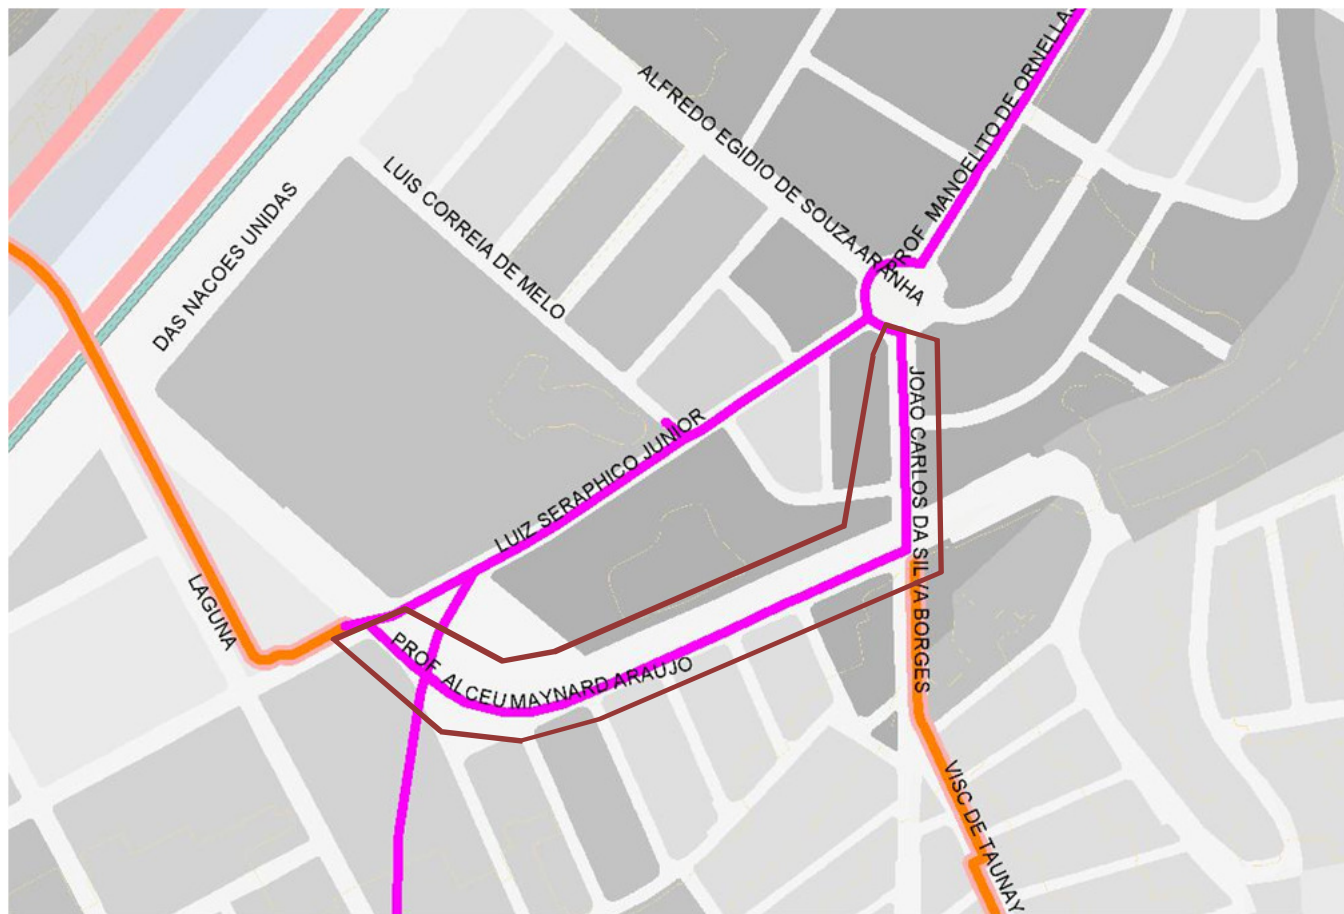 ALFREDO EGIDIO DE SOUZA ARANHA
PROF MANOELITO DE ORNELLAS
LUIS CORREIA DE MELO
DAS NACOES UNIDAS
LUIZ SERAPHICO JUNIOR
JOAO CARLOS DA SILVA BORGES
LAGUNA
PROF ALCEU MAYNARD ARAUJO
VISC DE TAUNAY